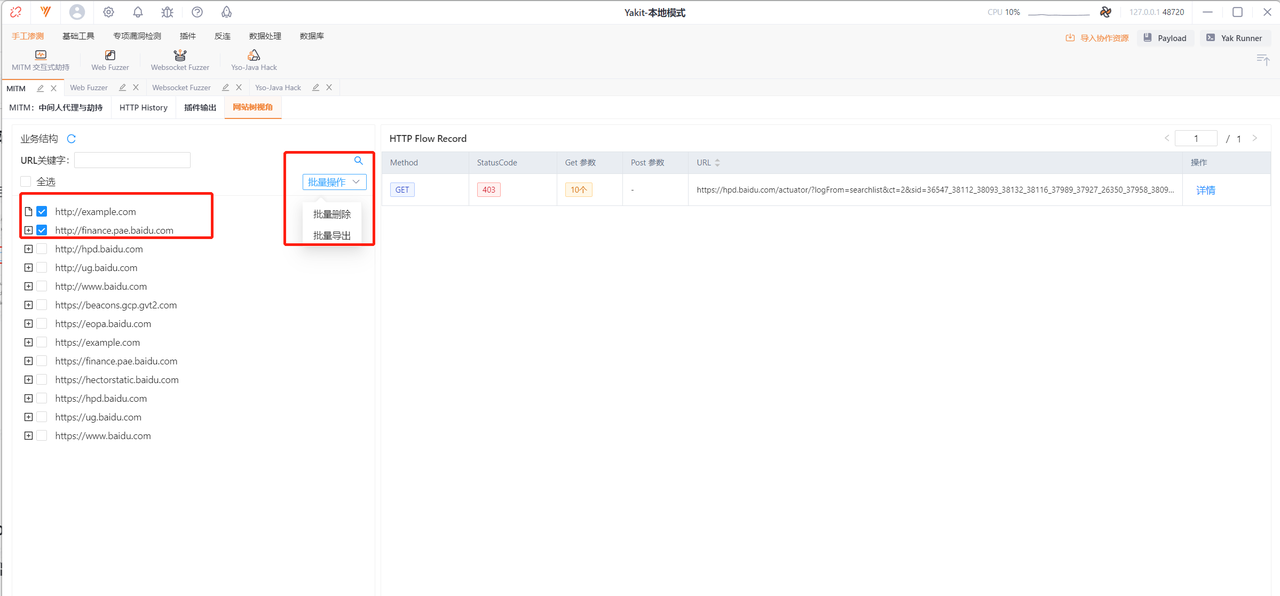 Yakit-本地模式
CPU 10%
127.0.0.1:48720
手工渗透 基础工具 专项漏洞检测 插件 反连 数据处理 数据库
导入协作资源 Payload Yak Runner
MITM 交互式劫持 Web Fuzzer Websocket Fuzzer Yso-Java Hack
MITM Web Fuzzer Websocket Fuzzer Yso-Java Hack
MITM：中间人代理与劫持 HTTP History 插件输出 网站树视角
业务结构
URL关键字：
全选
批量操作
批量删除
批量导出
http://example.com
http://finance.pae.baidu.com
http://hpd.baidu.com
http://ug.baidu.com
http://www.baidu.com
https://beacons.gcp.gvt2.com
https://eopa.baidu.com
https://example.com
https://finance.pae.baidu.com
https://hectorstatic.baidu.com
https://hpd.baidu.com
https://ug.baidu.com
https://www.baidu.com
HTTP Flow Record
1 / 1
Method StatusCode Get 参数 Post 参数 URL 操作
GET 403 10个 - https://hpd.baidu.com/actuator/?logFrom=searchlist&ct=2&sid=36547_38112_38093_38132_38116_37989_37927_26350_37958_3809... 详情